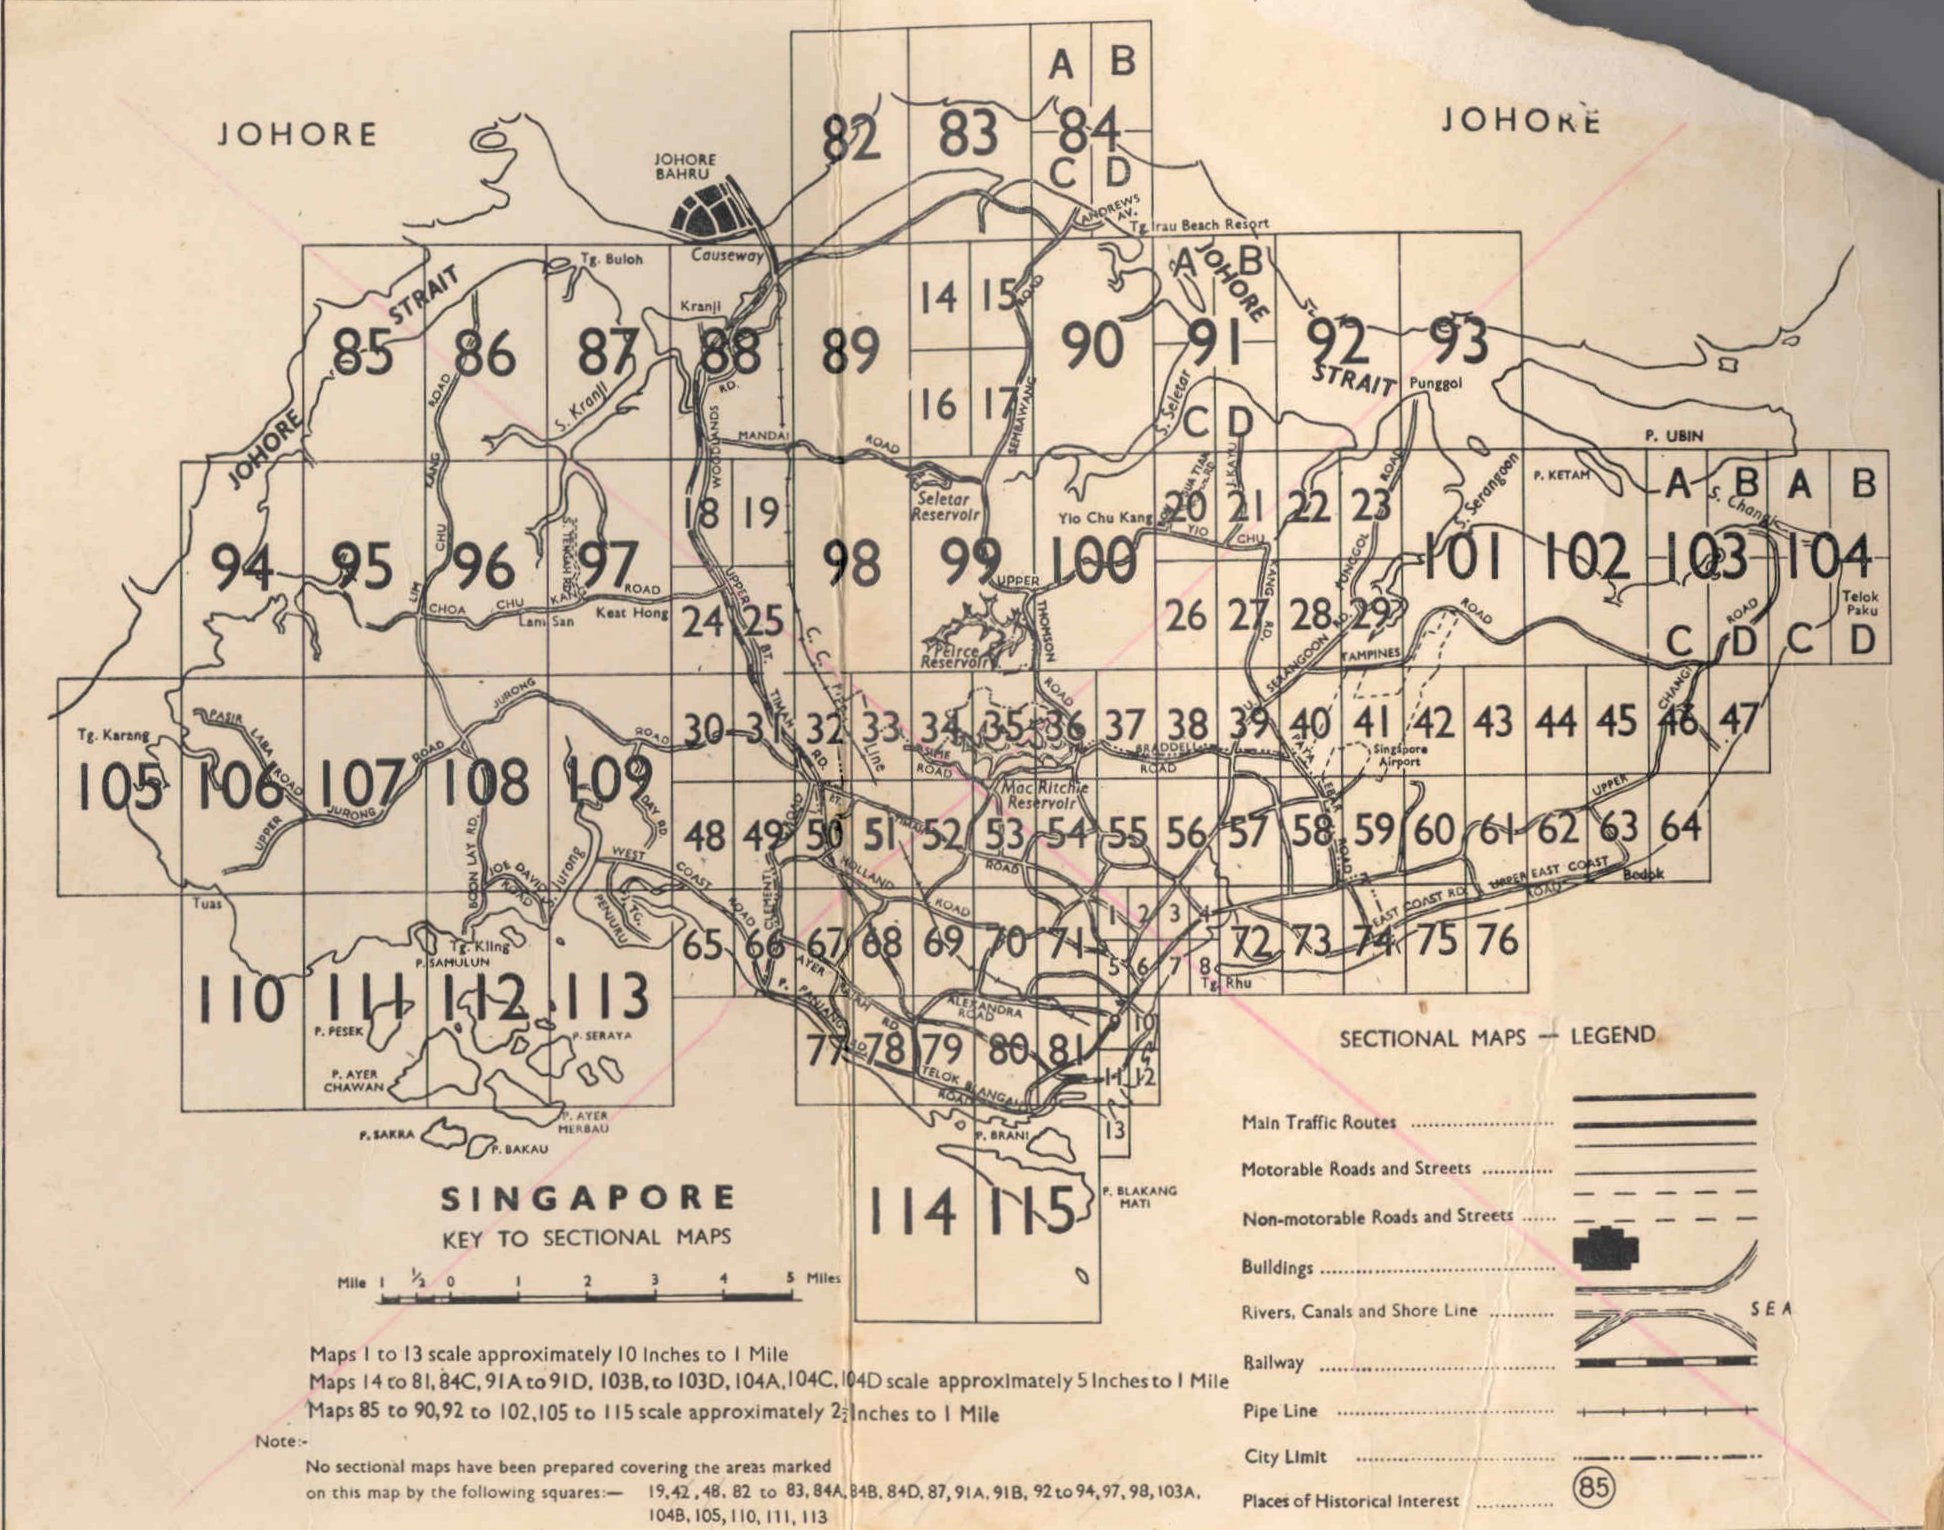 A B
JOHORE
JOHORE
82 83 84
JOHORE
BAHRU
C D
ANDREWS
AV.
Tg Irau Beach Resort
Causeway
Tg. Buloh
A B
JOHORE
STRAIT
Kranji
14 15
ROAD
85 86 87 88 89
90 91 92 93
STRAIT
Punggol
RD.
ROAD
S. Kranji
16 17
SEMBAWANG
S. Seletar
C D
JOHORE
WOODLANDS
MANDAI ROAD
P. UBIN
KANG
Seletar
Reservoir
J. KAYU
ROAD
S. Serangoon
P. KETAM
A B A B
S. Changi
18 19
Yio Chu Kang
20 21 22 23
YIO CHU
CHU
94 95 96 97 98 99 100 101 102 103 104
S. TENGAH RD.
KANG RD.
PUNGGOL
UPPER
UPPER
THOMSON
LIM
CHOA CHU KANG ROAD
Lam San
Keat Hong
24 25
BT.
C. C. Pipe Line
Peirce
Reservoir
26 27 28 29
SERANGOON RD.
TAMPINES
ROAD
ROAD
Telok
Paku
C D C D
CHANGI
JURONG
TIMAH
RD.
ROAD
PASIR
LABA
ROAD
Tg. Karang
ROAD
ROAD
30 31 32 33 34 35 36 37 38 39 40 41 42 43 44 45 46 47
SIME
ROAD
BRADDELL
ROAD
PAYA
LEBAR
ROAD
Singapore
Airport
105 106 107 108 109
JURONG
UPPER
Mac Ritchie
Reservoir
UPPER
BOON LAY RD.
DAY RD.
ROAD
BT. TIMAH
ROAD
48 49 50 51 52 53 54 55 56 57 58 59 60 61 62 63 64
JOE DAVID
ROAD
S. Jurong
WEST
COAST
ROAD
HOLLAND
ROAD
CLEMENTI
UPPER EAST COAST
ROAD
Bedok
EAST COAST RD.
Tuas
PENJURU
TG.
1 2 3 4
Tg. Kling
P. SAMULUN
65 66 67 68 69 70 71
5 6 7 8
72 73 74 75 76
Tg. Rhu
AYER
RAJAH
RD.
P.
PANJANG
RD.
110 111 112 113
ALEXANDRA
ROAD
P. PESEK
P. SERAYA
77 78 79 80 81
9 10
11 12
TELOK BLANGAH
ROAD
P. AYER
CHAWAN
P. AYER
MERBAU
P. SAKRA
P. BAKAU
P. BRANI
13
114 115
P. BLAKANG
MATI
SINGAPORE
KEY TO SECTIONAL MAPS
Mile 1 ½ 0 1 2 3 4 5 Miles
Maps 1 to 13 scale approximately 10 Inches to 1 Mile
Maps 14 to 81, 84C, 91A to 91D, 103B, to 103D, 104A, 104C, 104D scale approximately 5 Inches to 1 Mile
Maps 85 to 90, 92 to 102, 105 to 115 scale approximately 2½ Inches to 1 Mile
Note:-
No sectional maps have been prepared covering the areas marked
on this map by the following squares:— 19, 42, 48, 82 to 83, 84A, 84B, 84D, 87, 91A, 91B, 92 to 94, 97, 98, 103A,
104B, 105, 110, 111, 113
SECTIONAL MAPS — LEGEND
Main Traffic Routes
Motorable Roads and Streets
Non-motorable Roads and Streets
Buildings
Rivers, Canals and Shore Line
SEA
Railway
Pipe Line
City Limit
Places of Historical Interest
85